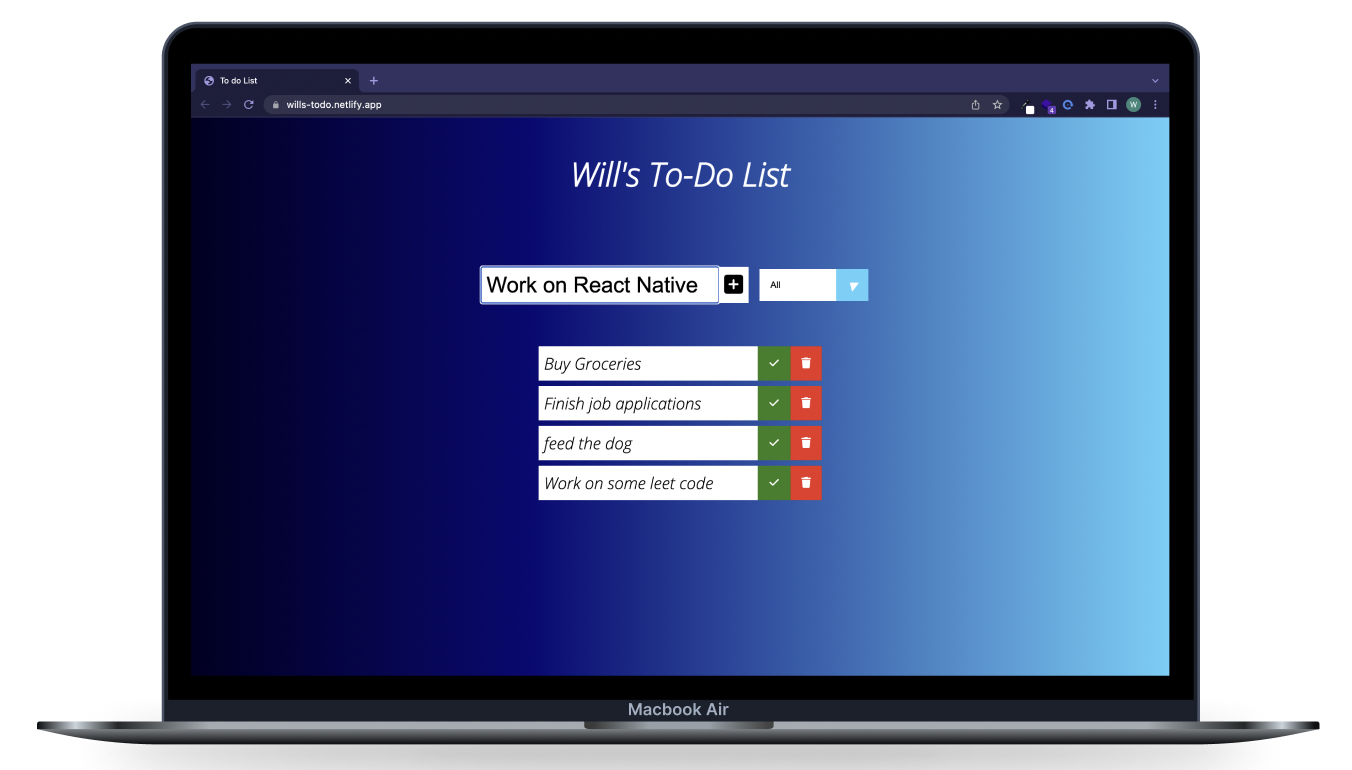 To do List
wills-todo.netlify.app
4
W
Will's To-Do List
Work on React Native
All
Buy Groceries
Finish job applications
feed the dog
Work on some leet code
Macbook Air